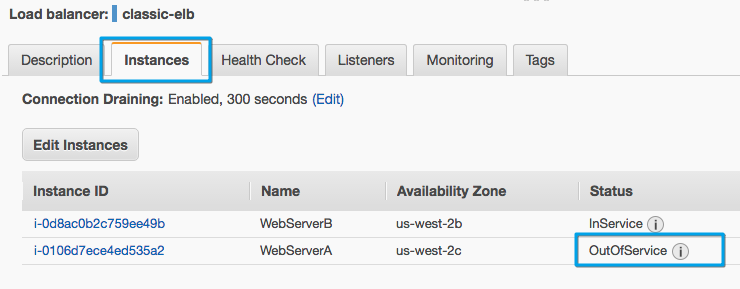 Load balancer: classic-elb
Description Instances Health Check Listeners Monitoring Tags
Connection Draining: Enabled, 300 seconds (Edit)
Edit Instances
Instance ID Name Availability Zone Status
i-0d8ac0b2c759ee49b WebServerB us-west-2b InService i
i-0106d7ece4ed535a2 WebServerA us-west-2c OutOfService i